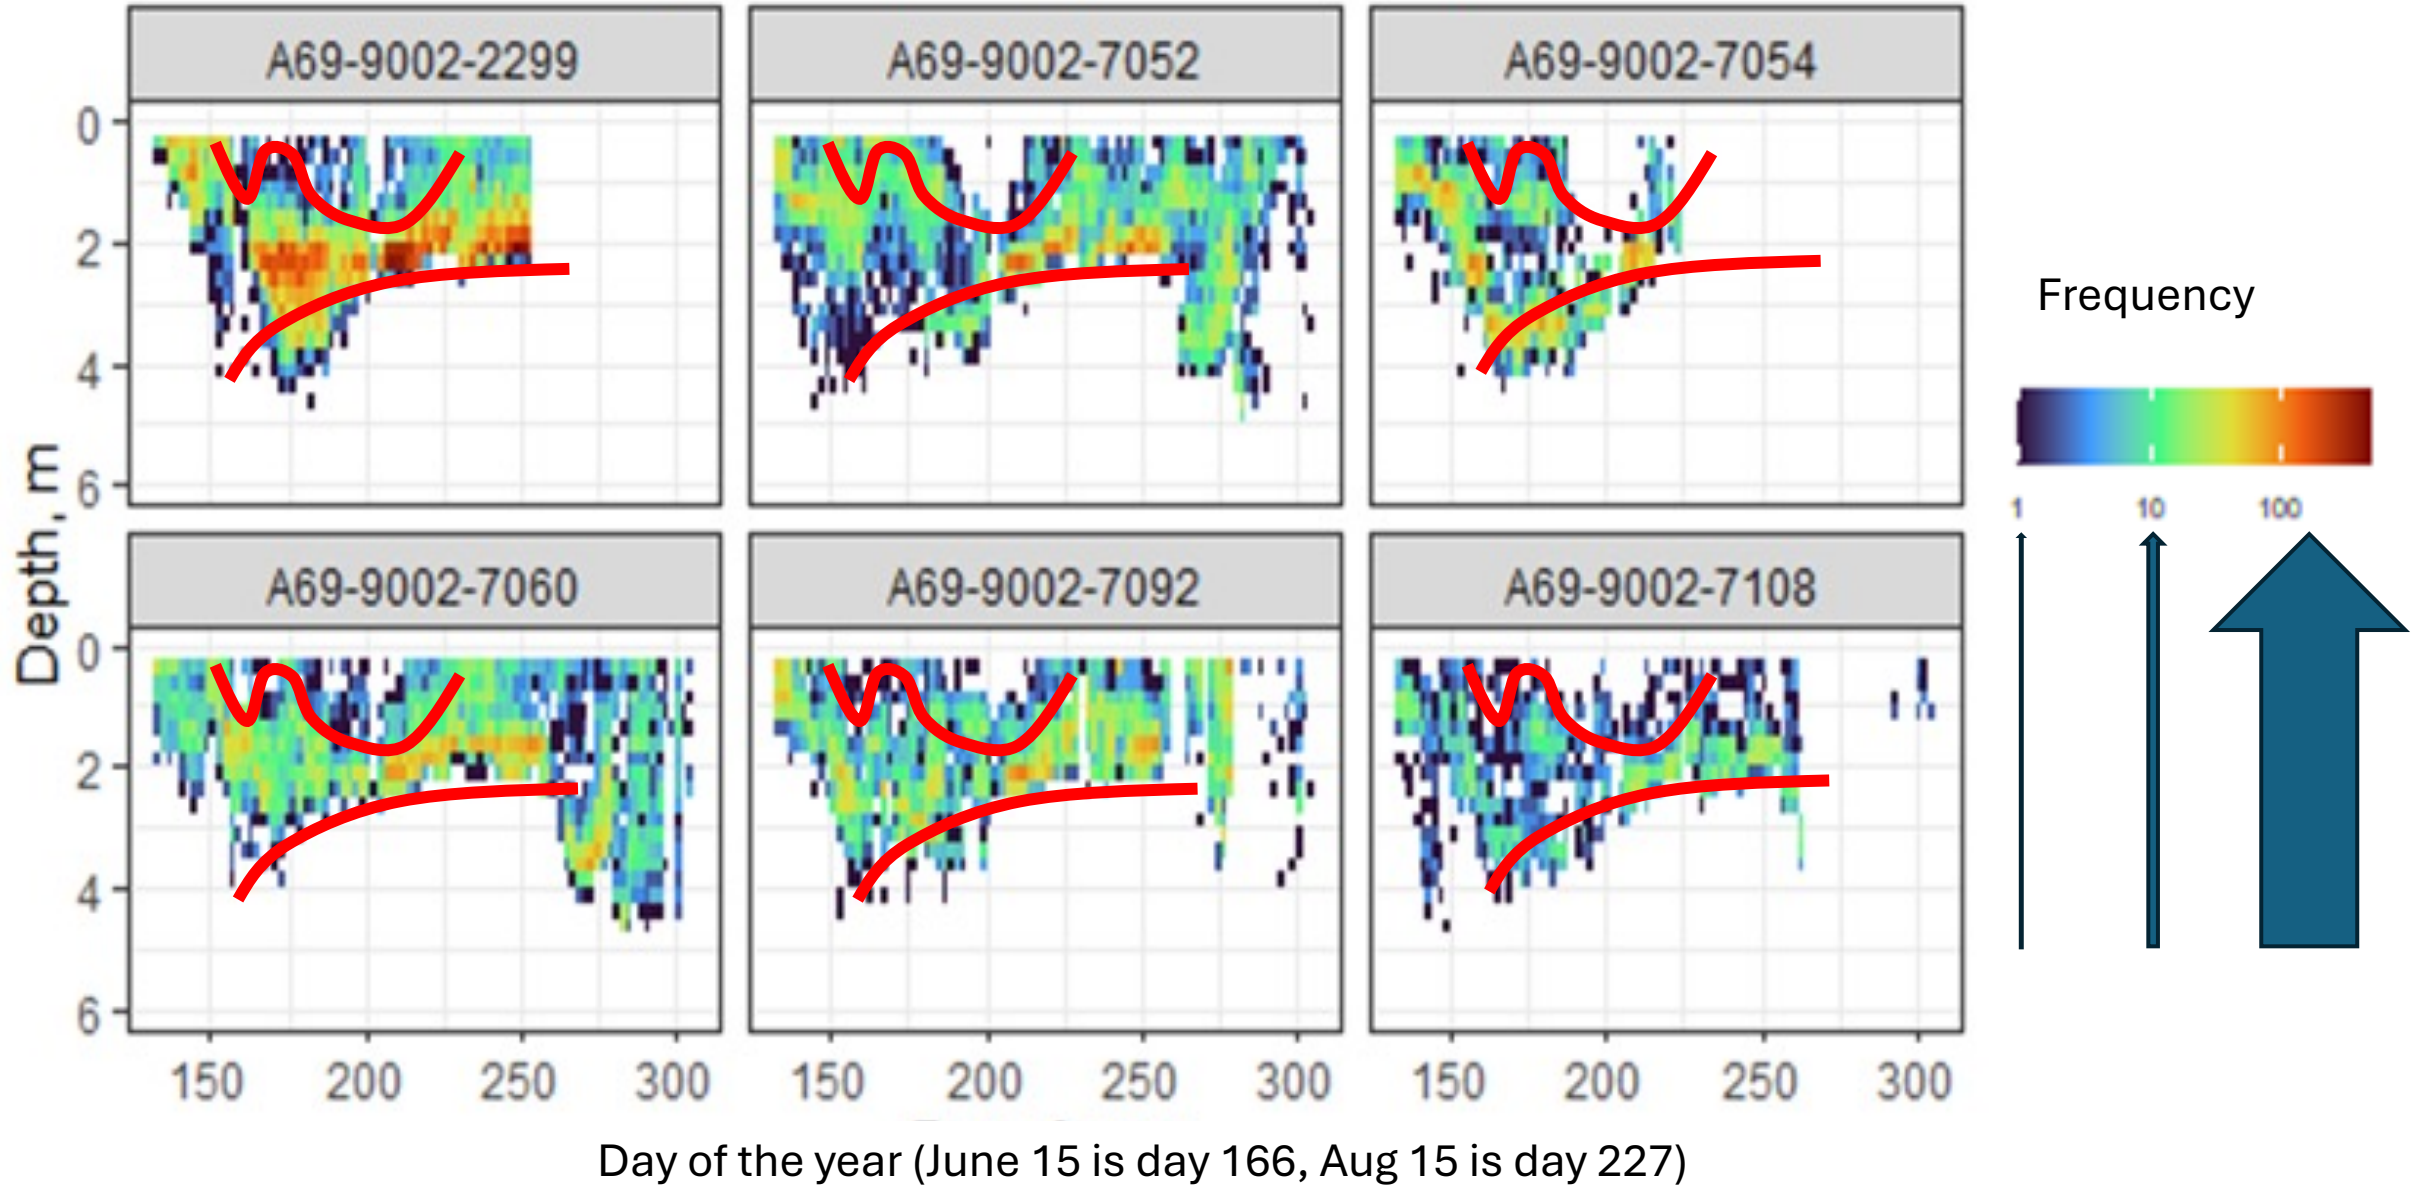 A69-9002-2299 A69-9002-7052 A69-9002-7054
0
2
4
6
Depth, m
Frequency
1 10 100
A69-9002-7060 A69-9002-7092 A69-9002-7108
0
2
4
6
150 200 250 300 150 200 250 300 150 200 250 300
Day of the year (June 15 is day 166, Aug 15 is day 227)